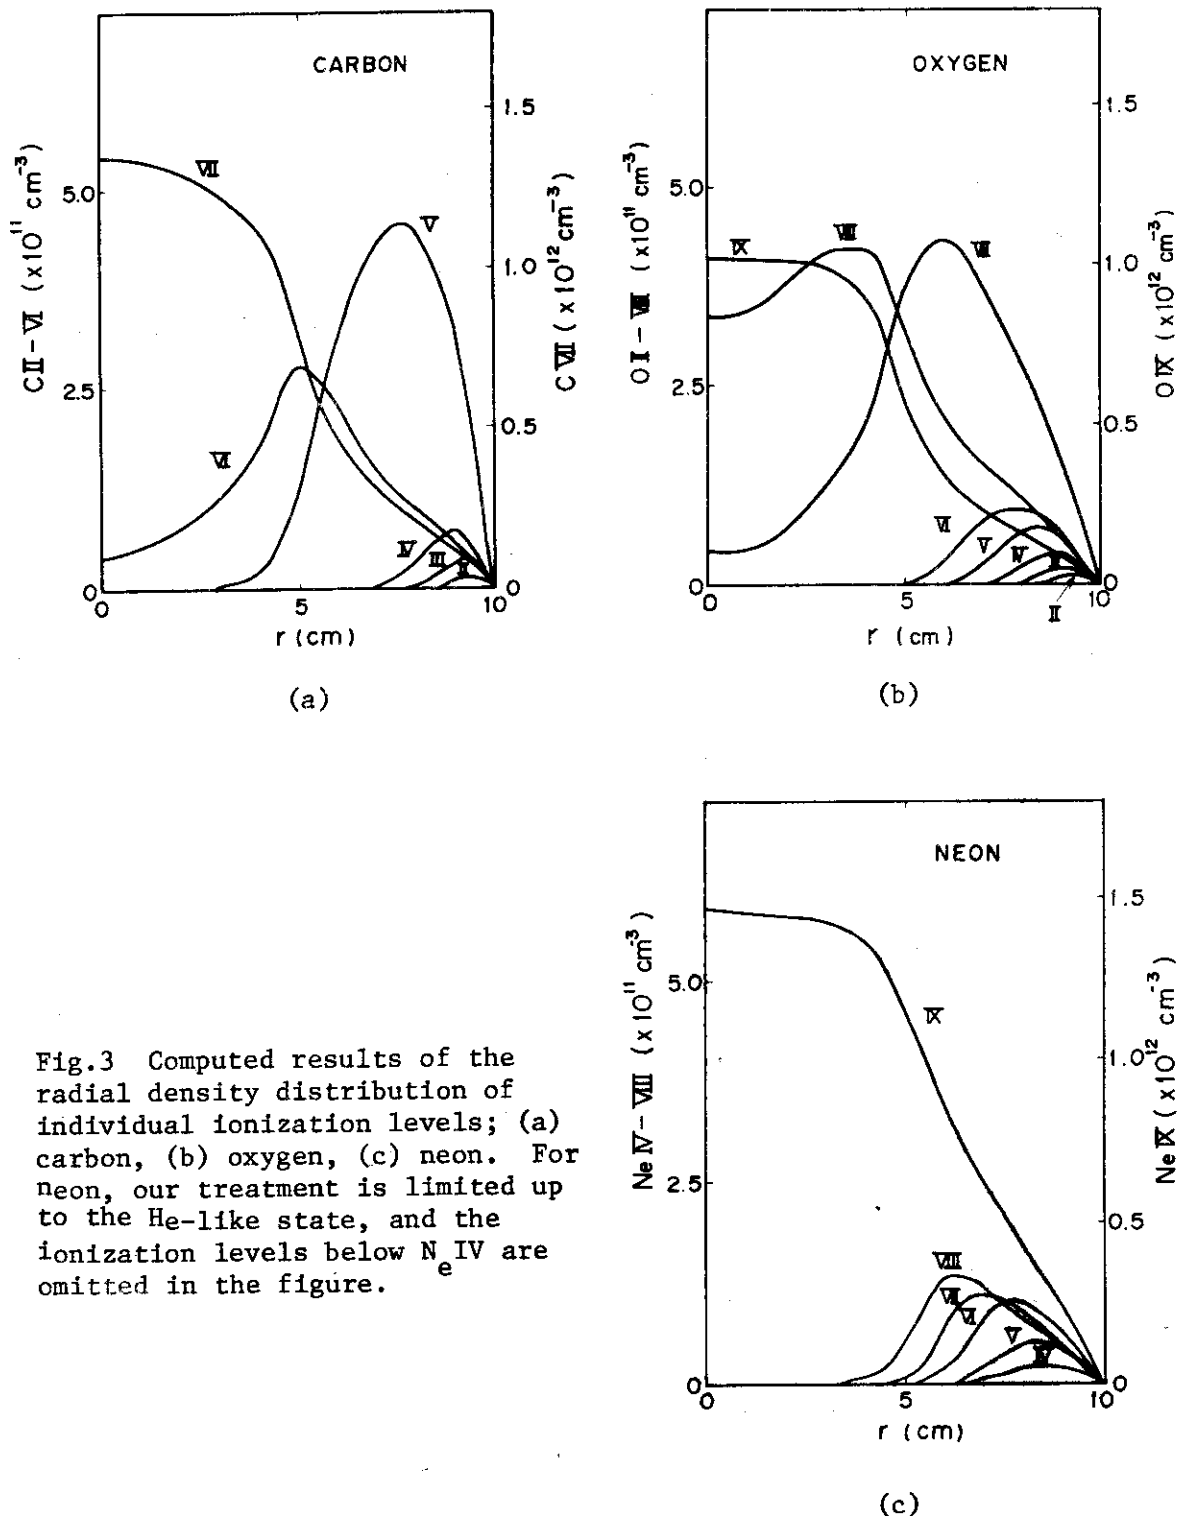 CARBON
CII-VI (x10^11 cm^-3)
5.0
2.5
0
VII
V
VI
IV
III
II
1.5
1.0
0.5
0
CVII (x10^12 cm^-3)
0 5 10
r (cm)
(a)
OXYGEN
OII-VIII (x10^11 cm^-3)
5.0
2.5
0
IX
VIII
VII
VI
V
IV
III
II
1.5
1.0
0.5
0
OIX (x10^12 cm^-3)
0 5 10
r (cm)
(b)
NEON
NeIV-VIII (x10^11 cm^-3)
5.0
2.5
0
IX
VIII
VII
VI
V
IV
1.5
1.0
0.5
0
NeIX (x10^12 cm^-3)
0 5 10
r (cm)
(c)
Fig.3 Computed results of the
radial density distribution of
individual ionization levels; (a)
carbon, (b) oxygen, (c) neon. For
neon, our treatment is limited up
to the He-like state, and the
ionization levels below NeIV are
omitted in the figure.